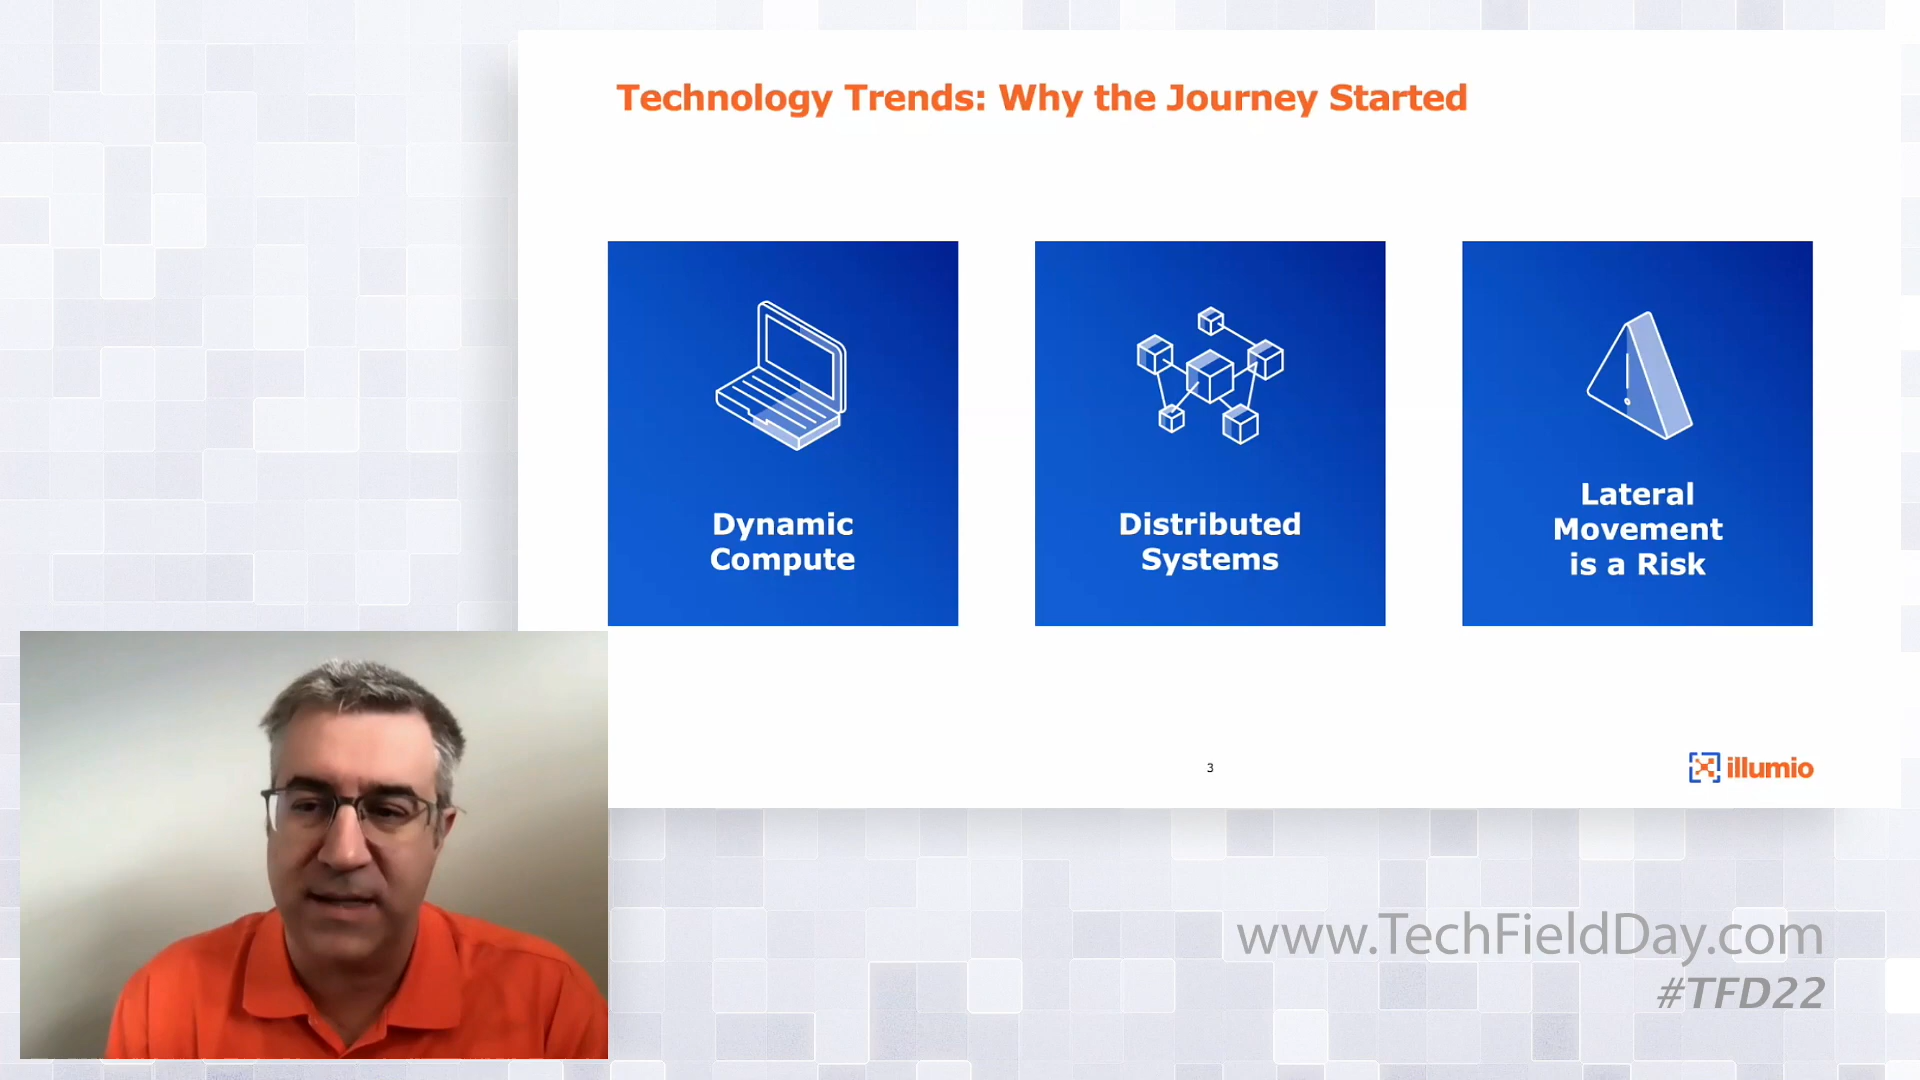 Technology Trends: Why the Journey Started
Dynamic
Compute
Distributed
Systems
Lateral
Movement
is a Risk
3
illumio
www.TechFieldDay.com
#TFD22